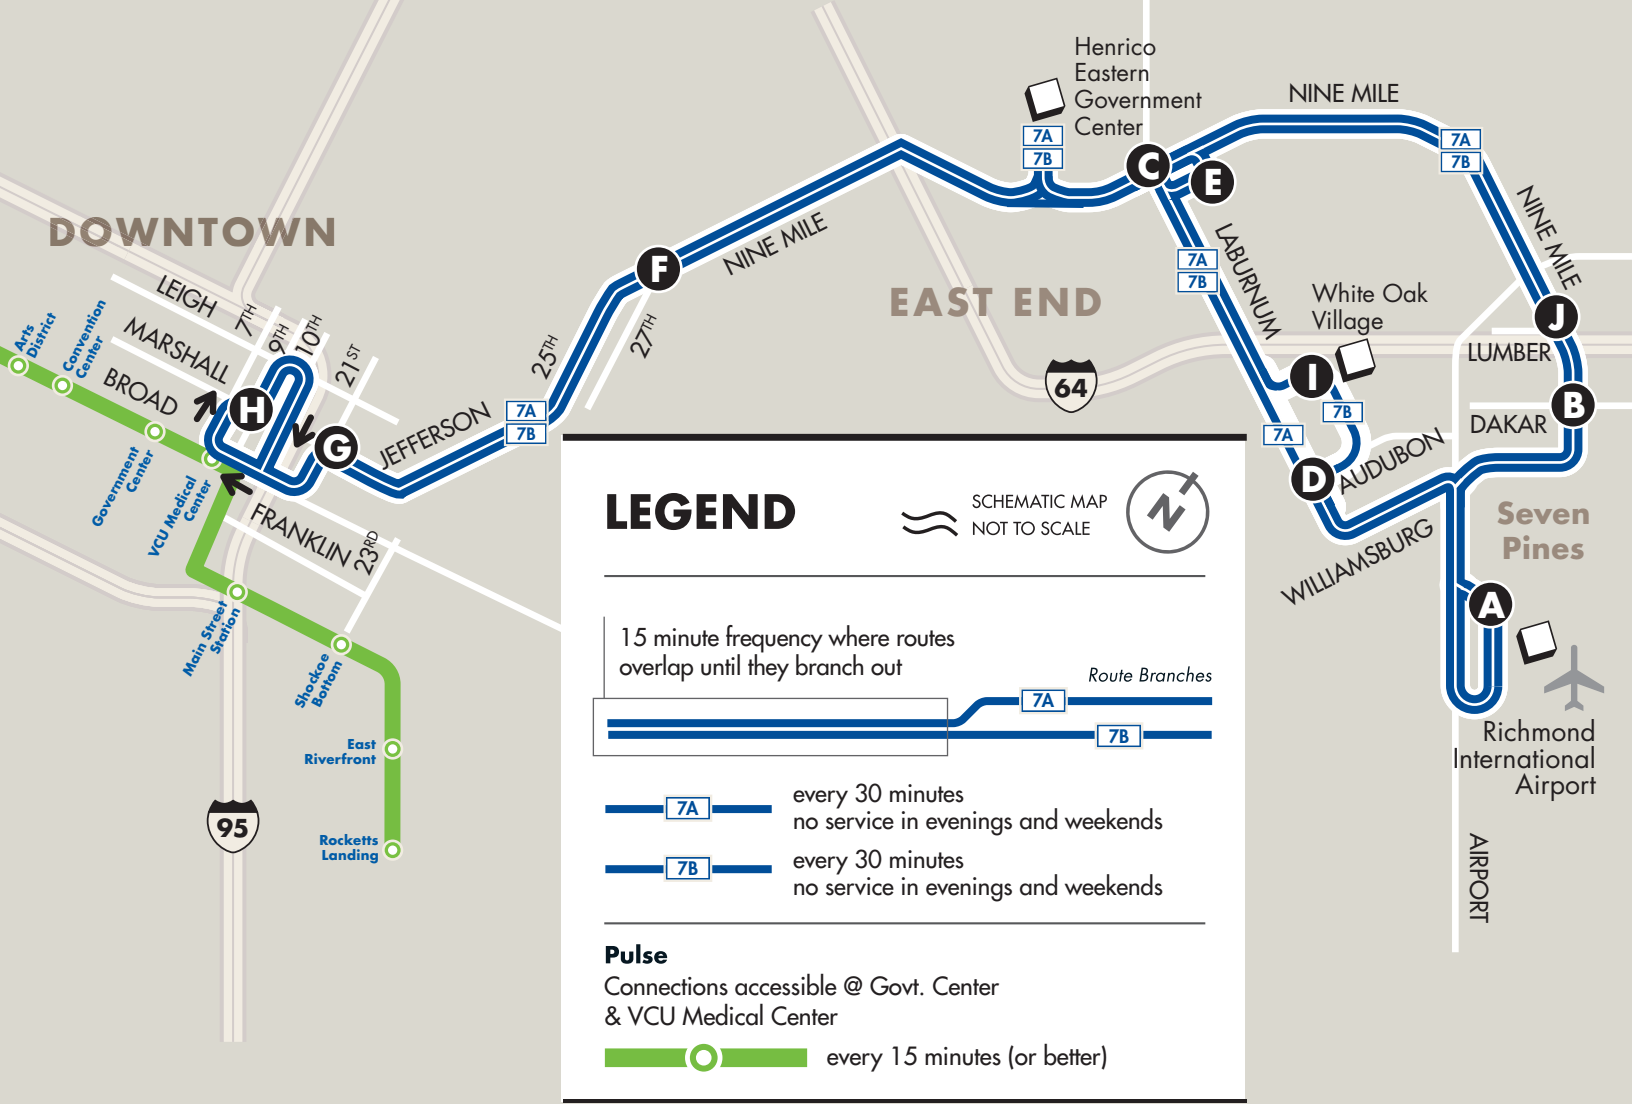 Henrico
Eastern
Government
Center
7A
7B
NINE MILE
7A
7B
C
E
NINE MILE
DOWNTOWN
LEIGH
7TH
9TH
10TH
MARSHALL
21ST
BROAD
Arts
District
Convention
Center
F
NINE MILE
25TH
27TH
EAST END
7A
7B
LABURNUM
White Oak
Village
J
LUMBER
I
64
7B
B
DAKAR
7A
H
G
JEFFERSON
7A
7B
D
AUDUBON
Government
Center
VCU Medical
Center
FRANKLIN
23RD
WILLIAMSBURG
Seven
Pines
A
Main Street
Station
Shockoe
Bottom
East
Riverfront
Rocketts
Landing
95
Richmond
International
Airport
AIRPORT
LEGEND
SCHEMATIC MAP
NOT TO SCALE
N
15 minute frequency where routes
overlap until they branch out
Route Branches
7A
7B
7A
every 30 minutes
no service in evenings and weekends
7B
every 30 minutes
no service in evenings and weekends
Pulse
Connections accessible @ Govt. Center
& VCU Medical Center
every 15 minutes (or better)